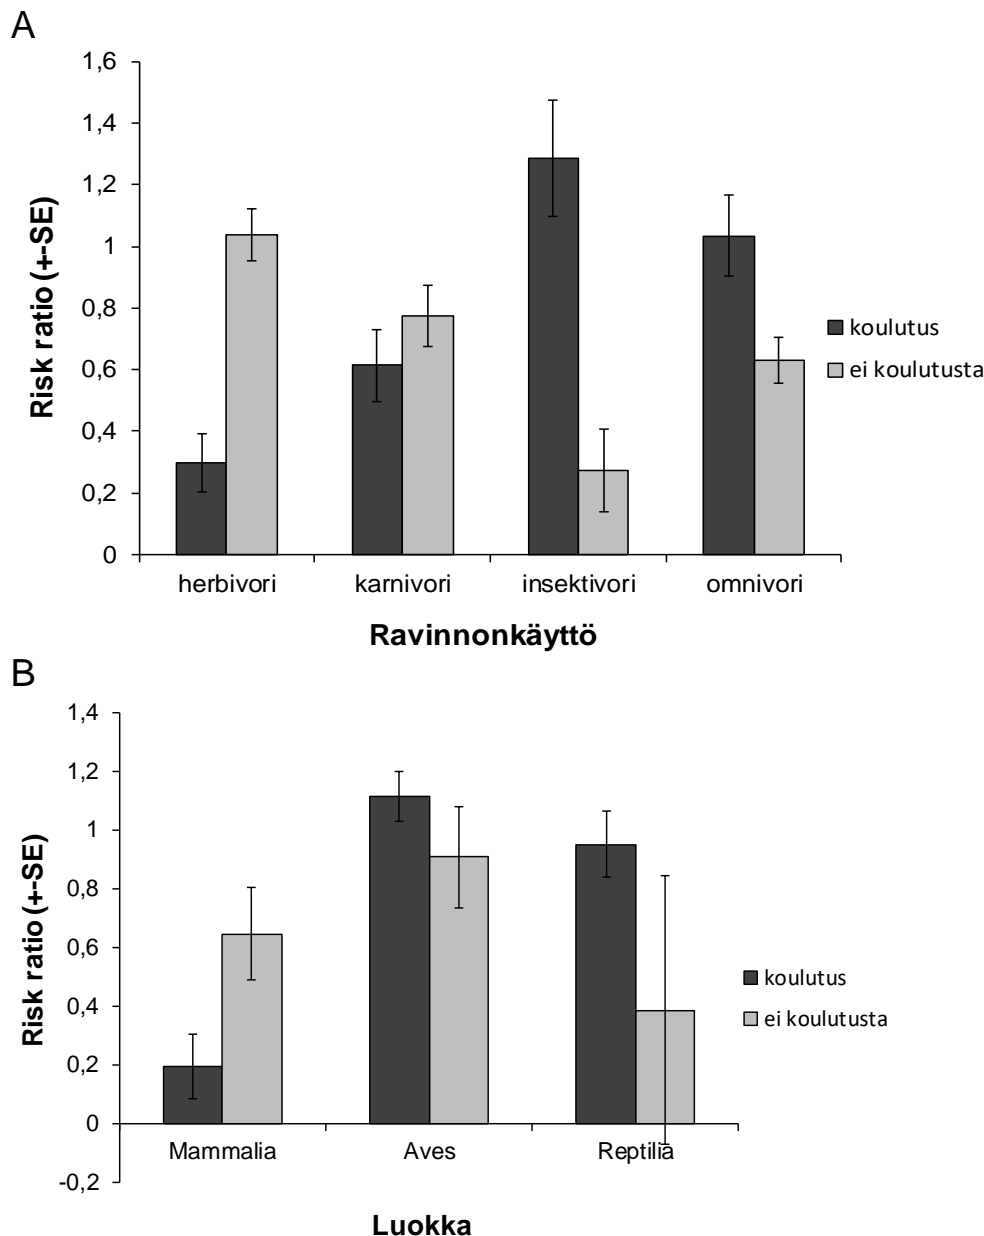 A
1,6
1,4
1,2
1
0,8
0,6
0,4
0,2
0
Risk ratio (+-SE)
koulutus
ei koulutusta
herbivori karnivori insektivori omnivori
Ravinnonkäyttö
B
1,4
1,2
1
0,8
0,6
0,4
0,2
0
-0,2
Risk ratio (+-SE)
koulutus
ei koulutusta
Mammalia Aves Reptilia
Luokka